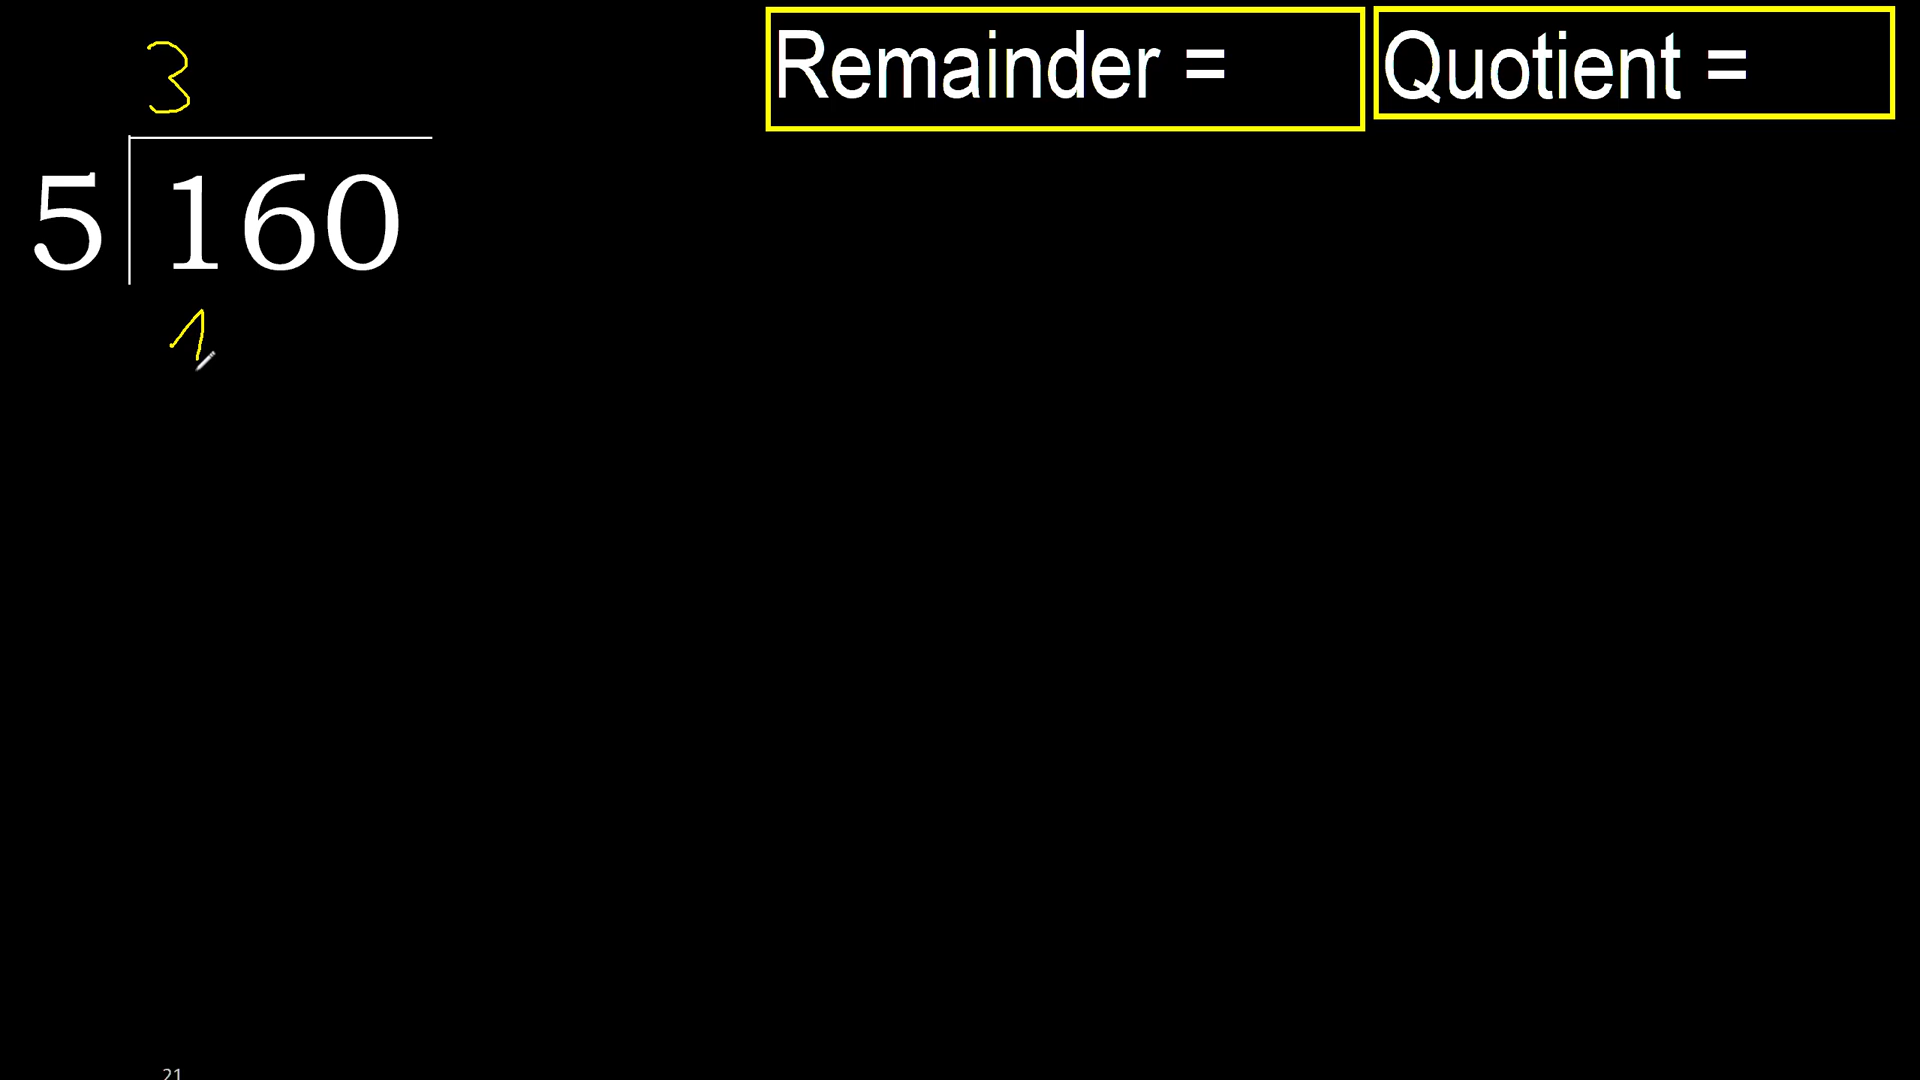 Remainder = Quotient =
3
5 160
1
21